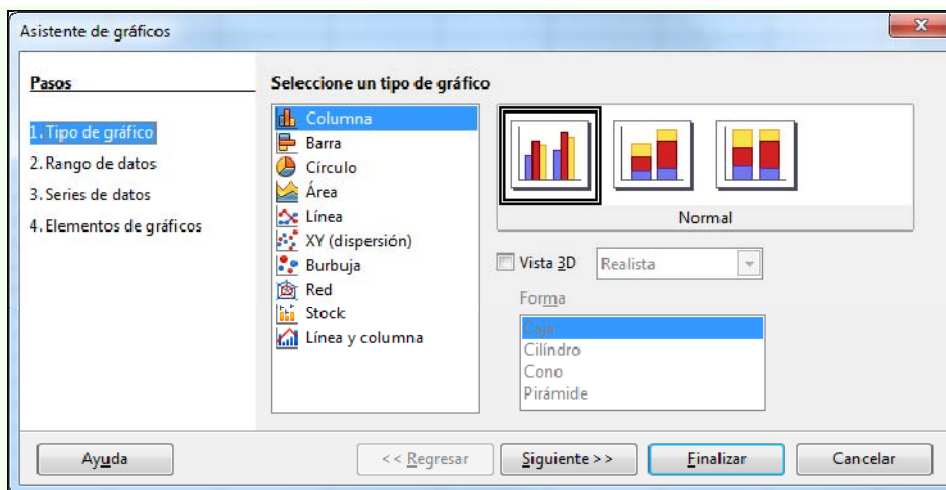 Asistente de gráficos
Pasos
1. Tipo de gráfico
2. Rango de datos
3. Series de datos
4. Elementos de gráficos
Seleccione un tipo de gráfico
Columna
Barra
Círculo
Área
Línea
XY (dispersión)
Burbuja
Red
Stock
Línea y columna
Normal
Vista 3D
Realista
Forma
Caja
Cilíndro
Cono
Pirámide
Ayuda
<< Regresar
Siguiente >>
Finalizar
Cancelar